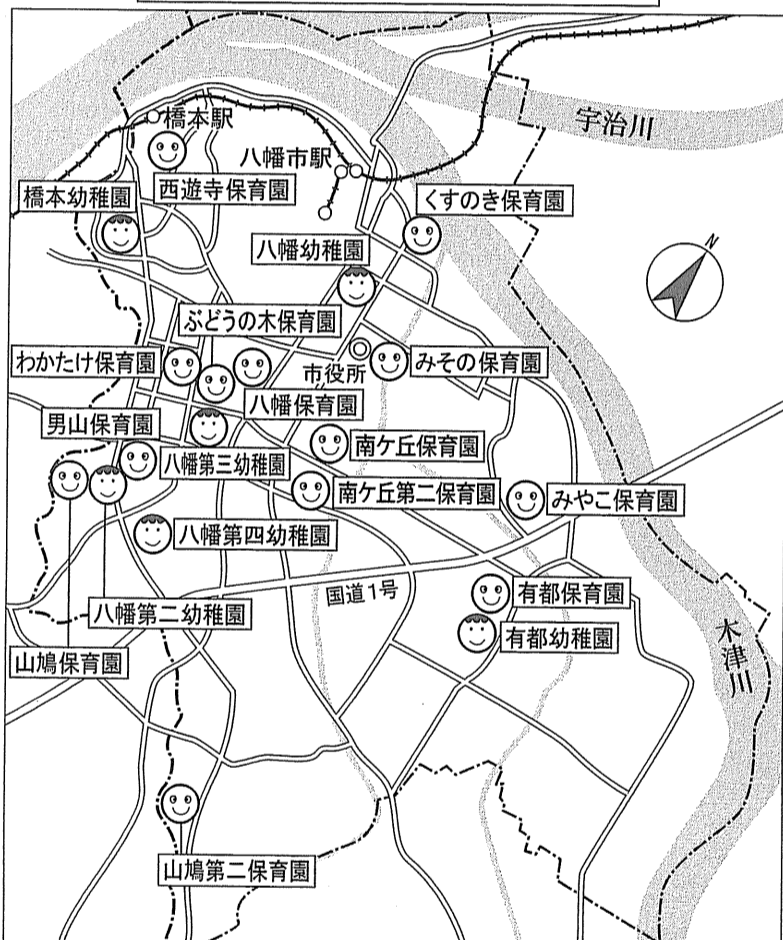 橋本駅
宇治川
八幡市駅
西遊寺保育園
橋本幼稚園
くすのき保育園
N
八幡幼稚園
ぶどうの木保育園
わかたけ保育園
市役所
みその保育園
八幡保育園
男山保育園
八幡第三幼稚園
南ケ丘保育園
南ケ丘第二保育園
みやこ保育園
八幡第四幼稚園
国道1号
有都保育園
八幡第二幼稚園
有都幼稚園
木津川
山鳩保育園
山鳩第二保育園